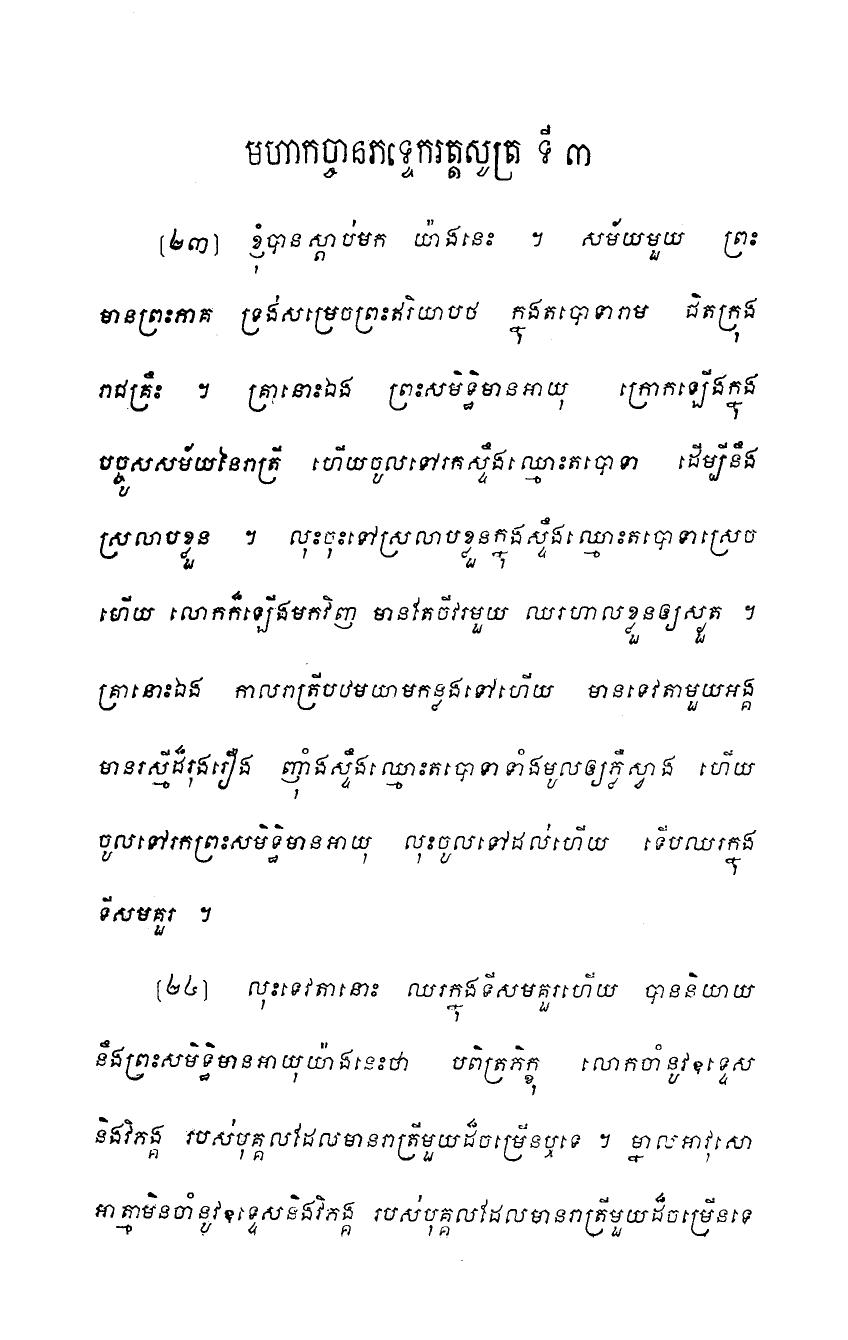 មហាកច្ចានភទ្ទេករត្តសូត្រ ទី ៣
[២៣] ខ្ញុំបានស្តាប់មក យ៉ាងនេះ ។ សម័យមួយ ព្រះ
មានព្រះភាគ ទ្រង់សម្រេចព្រះឥរិយាបថ ក្នុងតបោទារាម ជិតក្រុង
រាជគ្រឹះ ។ គ្រានោះឯង ព្រះសមិទ្ធិមានអាយុ ក្រោកឡើងក្នុង
បច្ចូសសម័យនៃរាត្រី ហើយចូលទៅរកស្ទឹងឈ្មោះតបោទា ដើម្បីនឹង
ស្រលាបខ្លួន ។ លុះចុះទៅស្រលាបខ្លួនក្នុងស្ទឹងឈ្មោះតបោទាស្រេច
ហើយ លោកក៏ឡើងមកវិញ មានតែចីវរមួយ ឈរហាលខ្លួនឲ្យស្ងួត ។
គ្រានោះឯង កាលរាត្រីបឋមយាមកន្លងទៅហើយ មានទេវតាមួយអង្គ
មានរស្មីដ៏រុងរឿង ញ៉ាំងស្ទឹងឈ្មោះតបោទាទាំងមូលឲ្យភ្លឺស្វាង ហើយ
ចូលទៅរកព្រះសមិទ្ធិមានអាយុ លុះចូលទៅដល់ហើយ ទើបឈរក្នុង
ទីសមគួរ ។
[២៤] លុះទេវតានោះ ឈរក្នុងទីសមគួរហើយ បាននិយាយ
នឹងព្រះសមិទ្ធិមានអាយុយ៉ាងនេះថា បពិត្រភិក្ខុ លោកចាំនូវឧទ្ទេស
និងវិភង្គ របស់បុគ្គលដែលមានរាត្រីមួយដ៏ចម្រើនឬទេ ។ ម្នាលអាវុសោ
អាត្មាមិនចាំនូវឧទ្ទេសនិងវិភង្គ របស់បុគ្គលដែលមានរាត្រីមួយដ៏ចម្រើនទេ